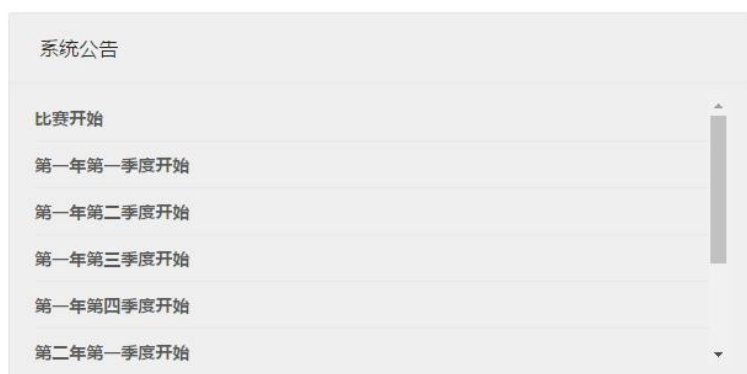 系统公告
比赛开始
第一年第一季度开始
第一年第二季度开始
第一年第三季度开始
第一年第四季度开始
第二年第一季度开始